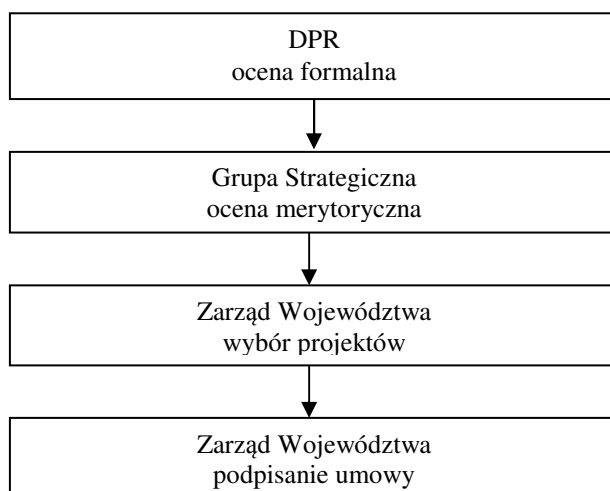 DPR
ocena formalna
Grupa Strategiczna
ocena merytoryczna
Zarząd Województwa
wybór projektów
Zarząd Województwa
podpisanie umowy